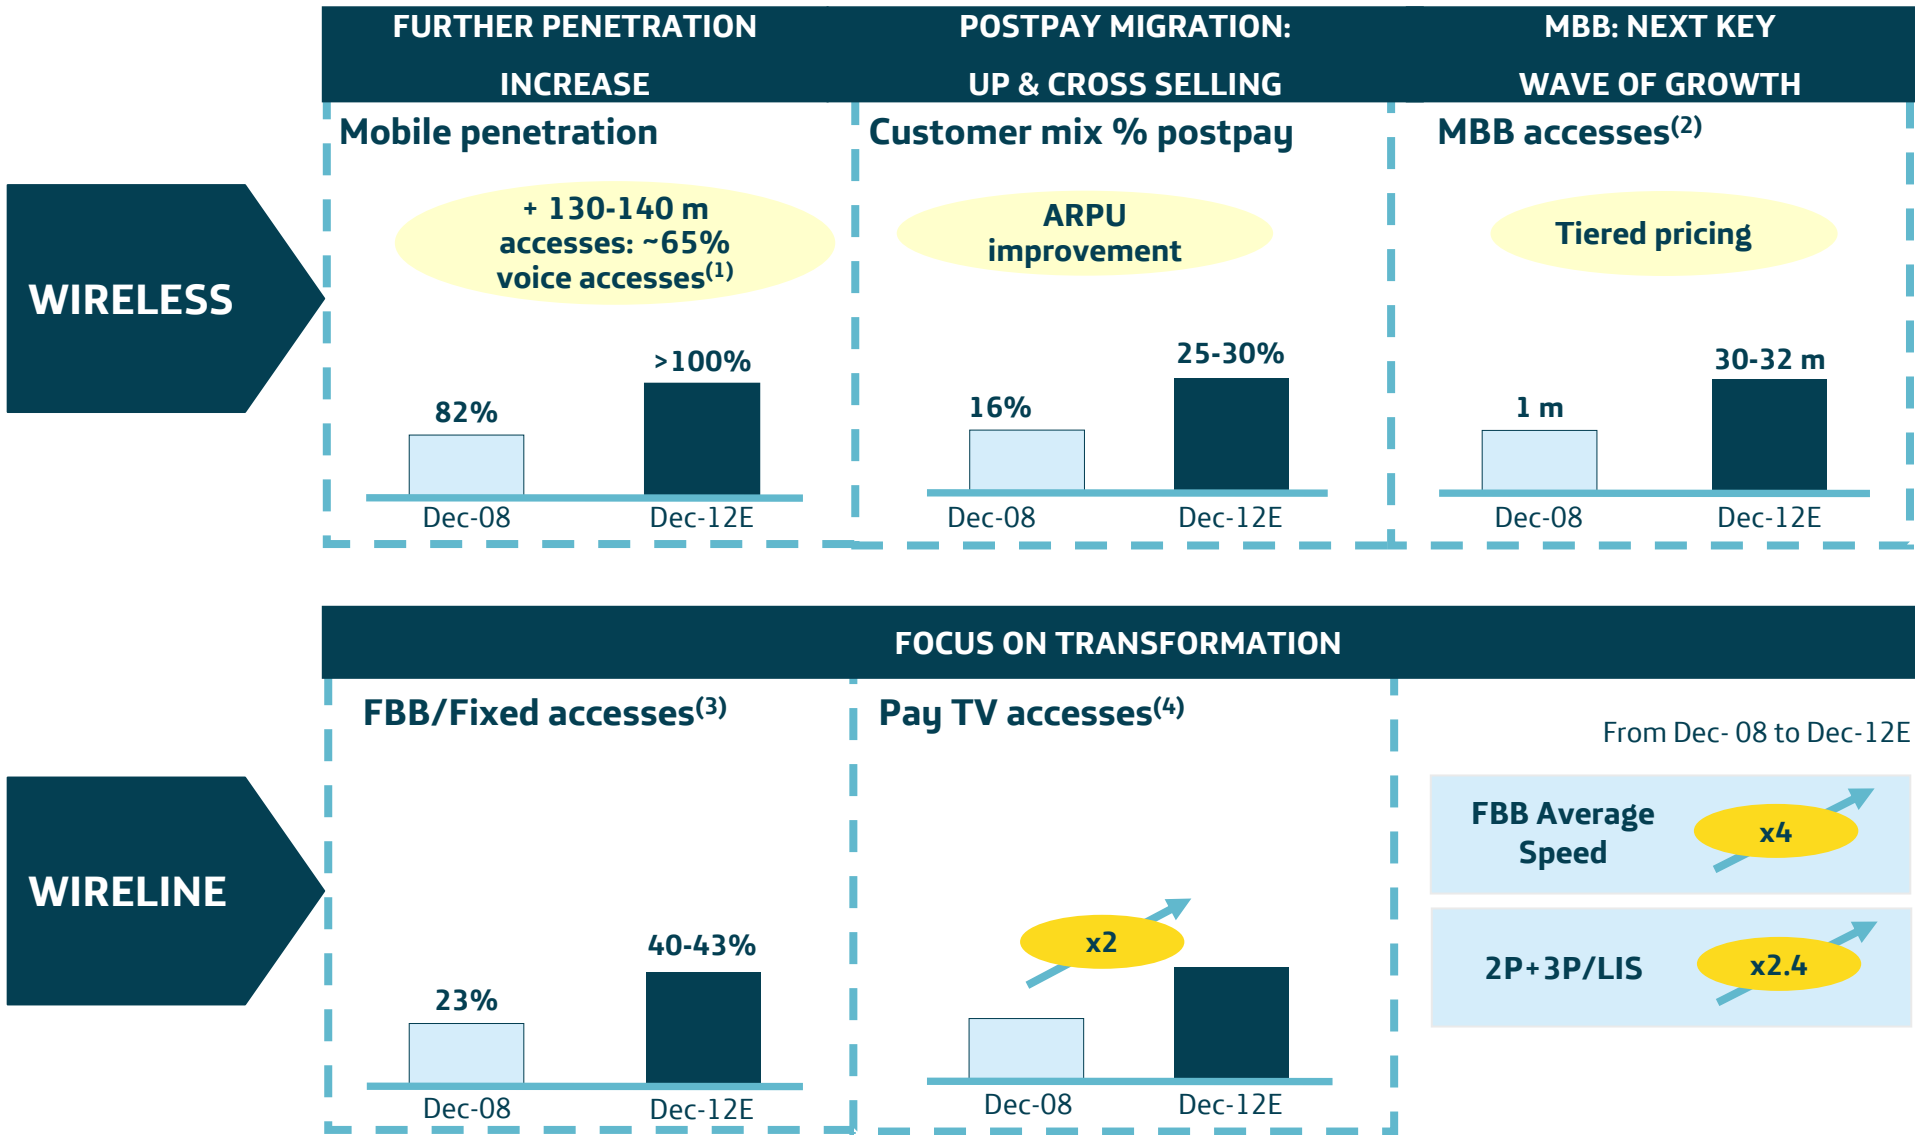 FURTHER PENETRATION
INCREASE
POSTPAY MIGRATION:
UP & CROSS SELLING
MBB: NEXT KEY
WAVE OF GROWTH
WIRELESS
Mobile penetration
+ 130-140 m
accesses: ~65%
voice accesses(1)
82%
>100%
Dec-08
Dec-12E
Customer mix % postpay
ARPU
improvement
16%
25-30%
Dec-08
Dec-12E
MBB accesses(2)
Tiered pricing
1 m
30-32 m
Dec-08
Dec-12E
FOCUS ON TRANSFORMATION
WIRELINE
FBB/Fixed accesses(3)
23%
40-43%
Dec-08
Dec-12E
Pay TV accesses(4)
x2
Dec-08
Dec-12E
From Dec- 08 to Dec-12E
FBB Average
Speed
x4
2P+3P/LIS
x2.4